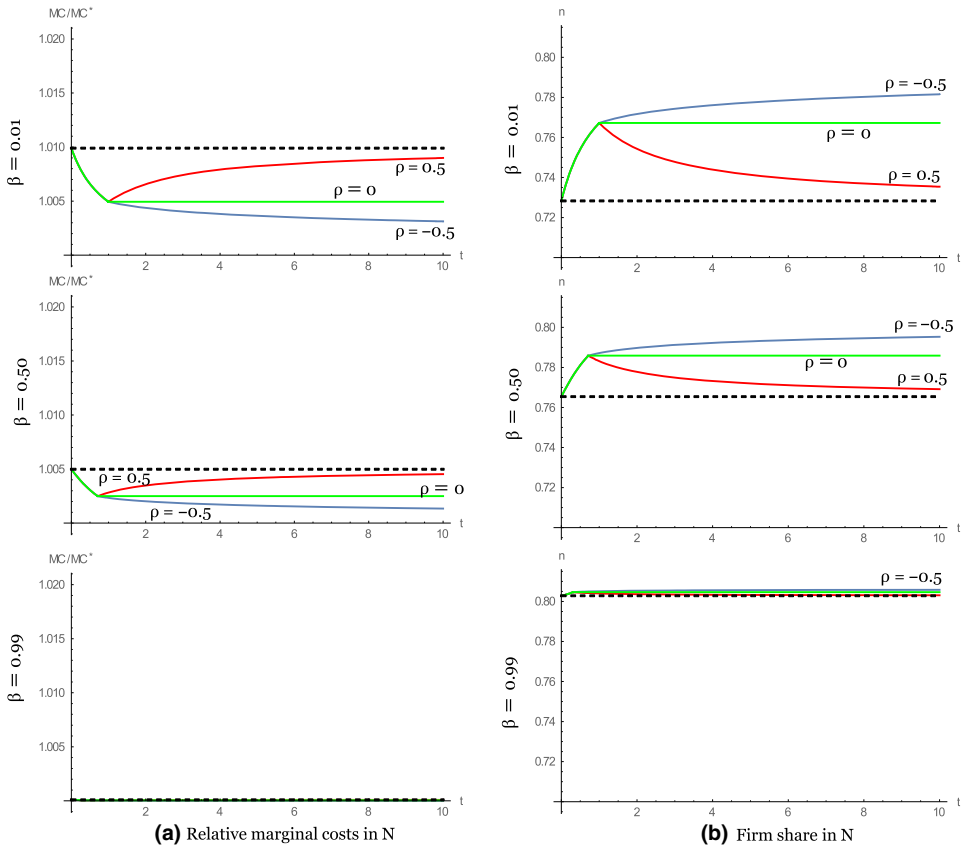 MC/MC*
1.020
1.015
1.010
1.005
β = 0.01
ρ = 0.5
ρ = 0
ρ = −0.5
2
4
6
8
10
t
n
0.80
0.78
0.76
0.74
0.72
β = 0.01
ρ = −0.5
ρ = 0
ρ = 0.5
2
4
6
8
10
t
MC/MC*
1.020
1.015
1.010
1.005
β = 0.50
ρ = 0.5
ρ = 0
ρ = −0.5
2
4
6
8
10
t
n
0.80
0.78
0.76
0.74
0.72
β = 0.50
ρ = −0.5
ρ = 0
ρ = 0.5
2
4
6
8
10
t
MC/MC*
1.020
1.015
1.010
1.005
β = 0.99
2
4
6
8
10
t
n
0.80
0.78
0.76
0.74
0.72
β = 0.99
ρ = −0.5
2
4
6
8
10
t
(a) Relative marginal costs in N
(b) Firm share in N